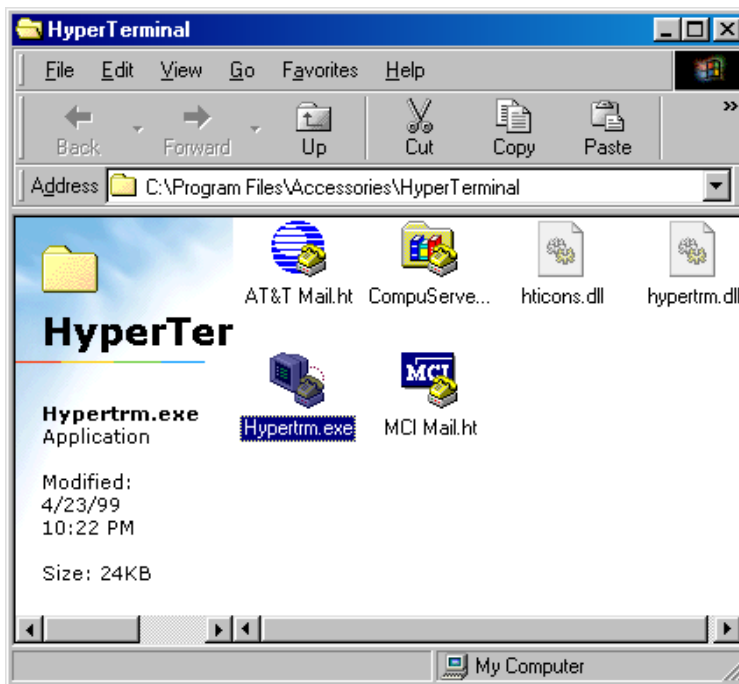 HyperTerminal
File Edit View Go Favorites Help
Back Forward Up Cut Copy Paste »
Address C:\Program Files\Accessories\HyperTerminal
HyperTer
Hypertrm.exe
Application
Modified:
4/23/99
10:22 PM
Size: 24KB
AT&T Mail.ht CompuServe... hticons.dll hypertrm.dll
MCI
Hypertrm.exe MCI Mail.ht
My Computer